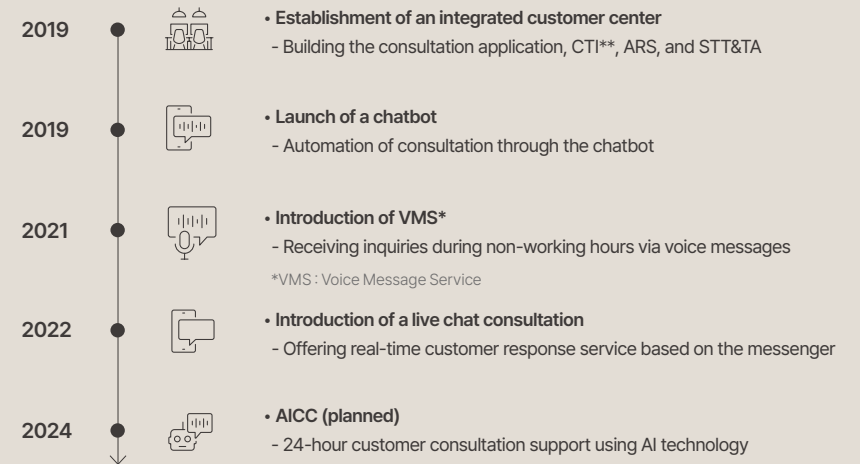 2019
• Establishment of an integrated customer center
- Building the consultation application, CTI**, ARS, and STT&TA
2019
• Launch of a chatbot
- Automation of consultation through the chatbot
2021
• Introduction of VMS*
- Receiving inquiries during non-working hours via voice messages
*VMS : Voice Message Service
2022
• Introduction of a live chat consultation
- Offering real-time customer response service based on the messenger
2024
• AICC (planned)
- 24-hour customer consultation support using AI technology